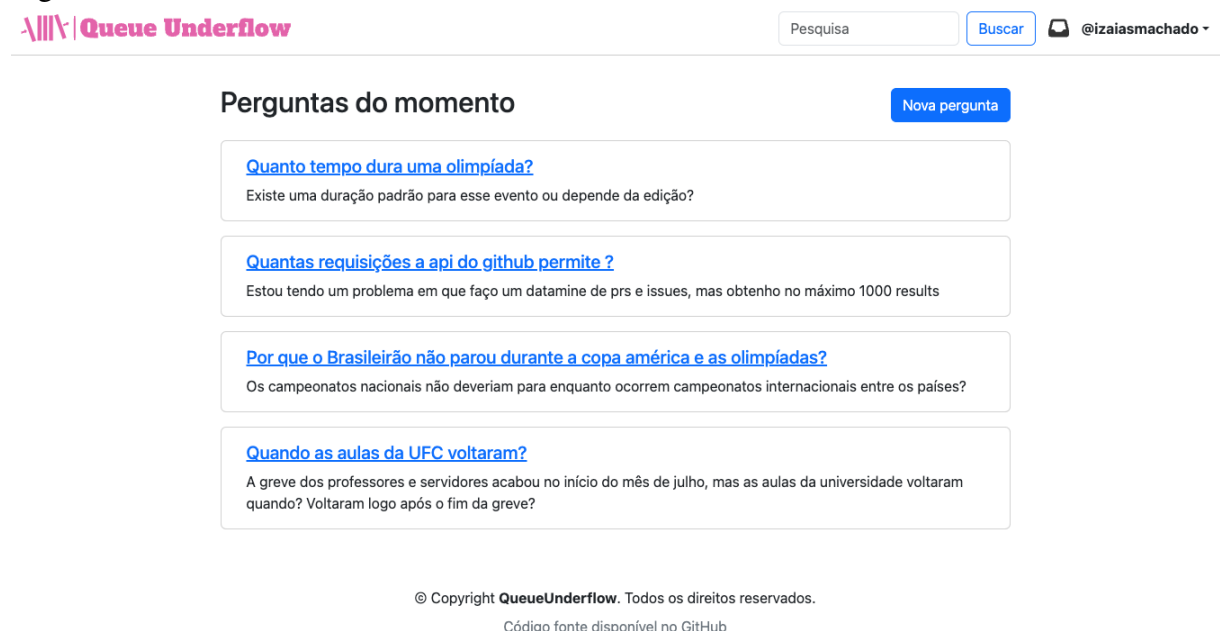 Queue Underflow
Pesquisa
Buscar
@izaiasmachado
Perguntas do momento
Nova pergunta
Quanto tempo dura uma olimpíada?
Existe uma duração padrão para esse evento ou depende da edição?
Quantas requisições a api do github permite ?
Estou tendo um problema em que faço um datamine de prs e issues, mas obtenho no máximo 1000 results
Por que o Brasileirão não parou durante a copa américa e as olimpíadas?
Os campeonatos nacionais não deveriam para enquanto ocorrem campeonatos internacionais entre os países?
Quando as aulas da UFC voltaram?
A greve dos professores e servidores acabou no início do mês de julho, mas as aulas da universidade voltaram
quando? Voltaram logo após o fim da greve?
© Copyright QueueUnderflow. Todos os direitos reservados.
Código fonte disponível no GitHub